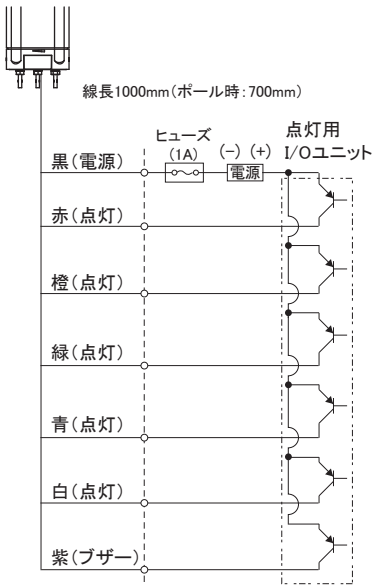 線長1000mm(ポール時:700mm)
ヒューズ
(1A)
(-) (+)
電源
点灯用
I/Oユニット
黒(電源)
赤(点灯)
橙(点灯)
緑(点灯)
青(点灯)
白(点灯)
紫(ブザー)